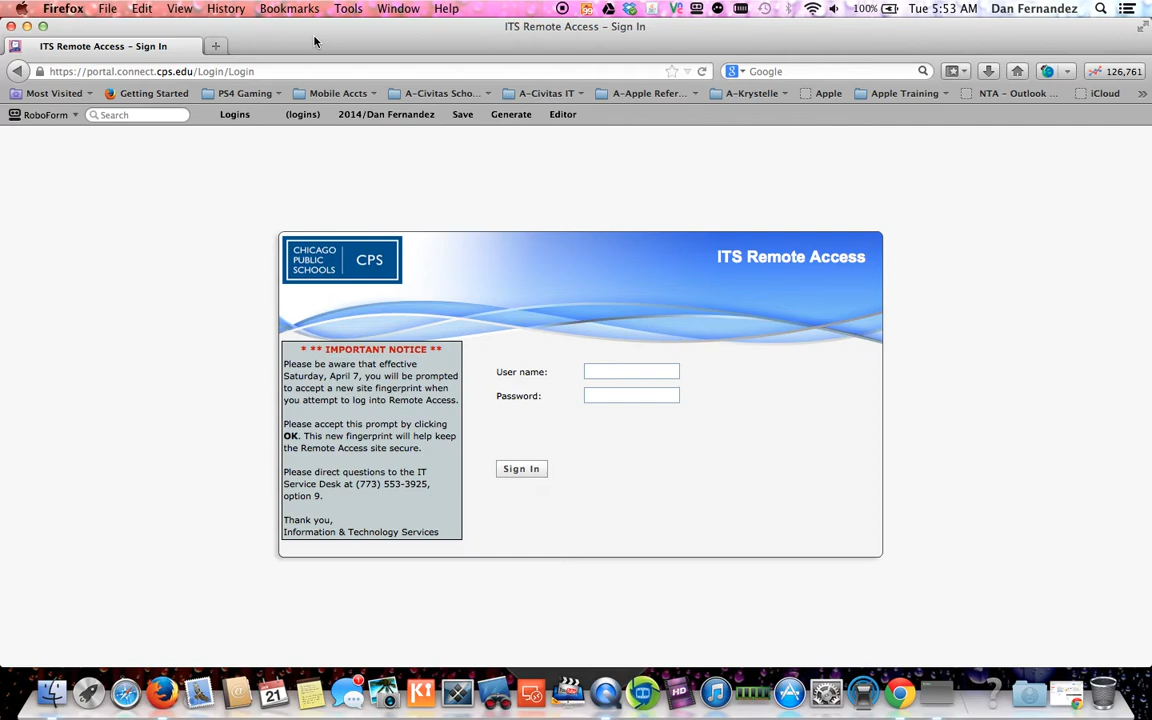 Firefox File Edit View History Bookmarks Tools Window Help 100% Tue 5:53 AM Dan Fernandez
ITS Remote Access – Sign In
ITS Remote Access – Sign In
https://portal.connect.cps.edu/Login/Login Google 126,761
Most Visited Getting Started PS4 Gaming Mobile Accts A-Civitas Scho... A-Civitas IT A-Apple Refer... A-Krystelle Apple Apple Training NTA – Outlook ... iCloud
RoboForm Search Logins (logins) 2014/Dan Fernandez Save Generate Editor
CHICAGO
PUBLIC
SCHOOLS
CPS
ITS Remote Access
* ** IMPORTANT NOTICE **
Please be aware that effective
Saturday, April 7, you will be prompted
to accept a new site fingerprint when
you attempt to log into Remote Access.
Please accept this prompt by clicking
OK. This new fingerprint will help keep
the Remote Access site secure.
Please direct questions to the IT
Service Desk at (773) 553-3925,
option 9.
Thank you,
Information & Technology Services
User name:
Password:
Sign In
21
HD